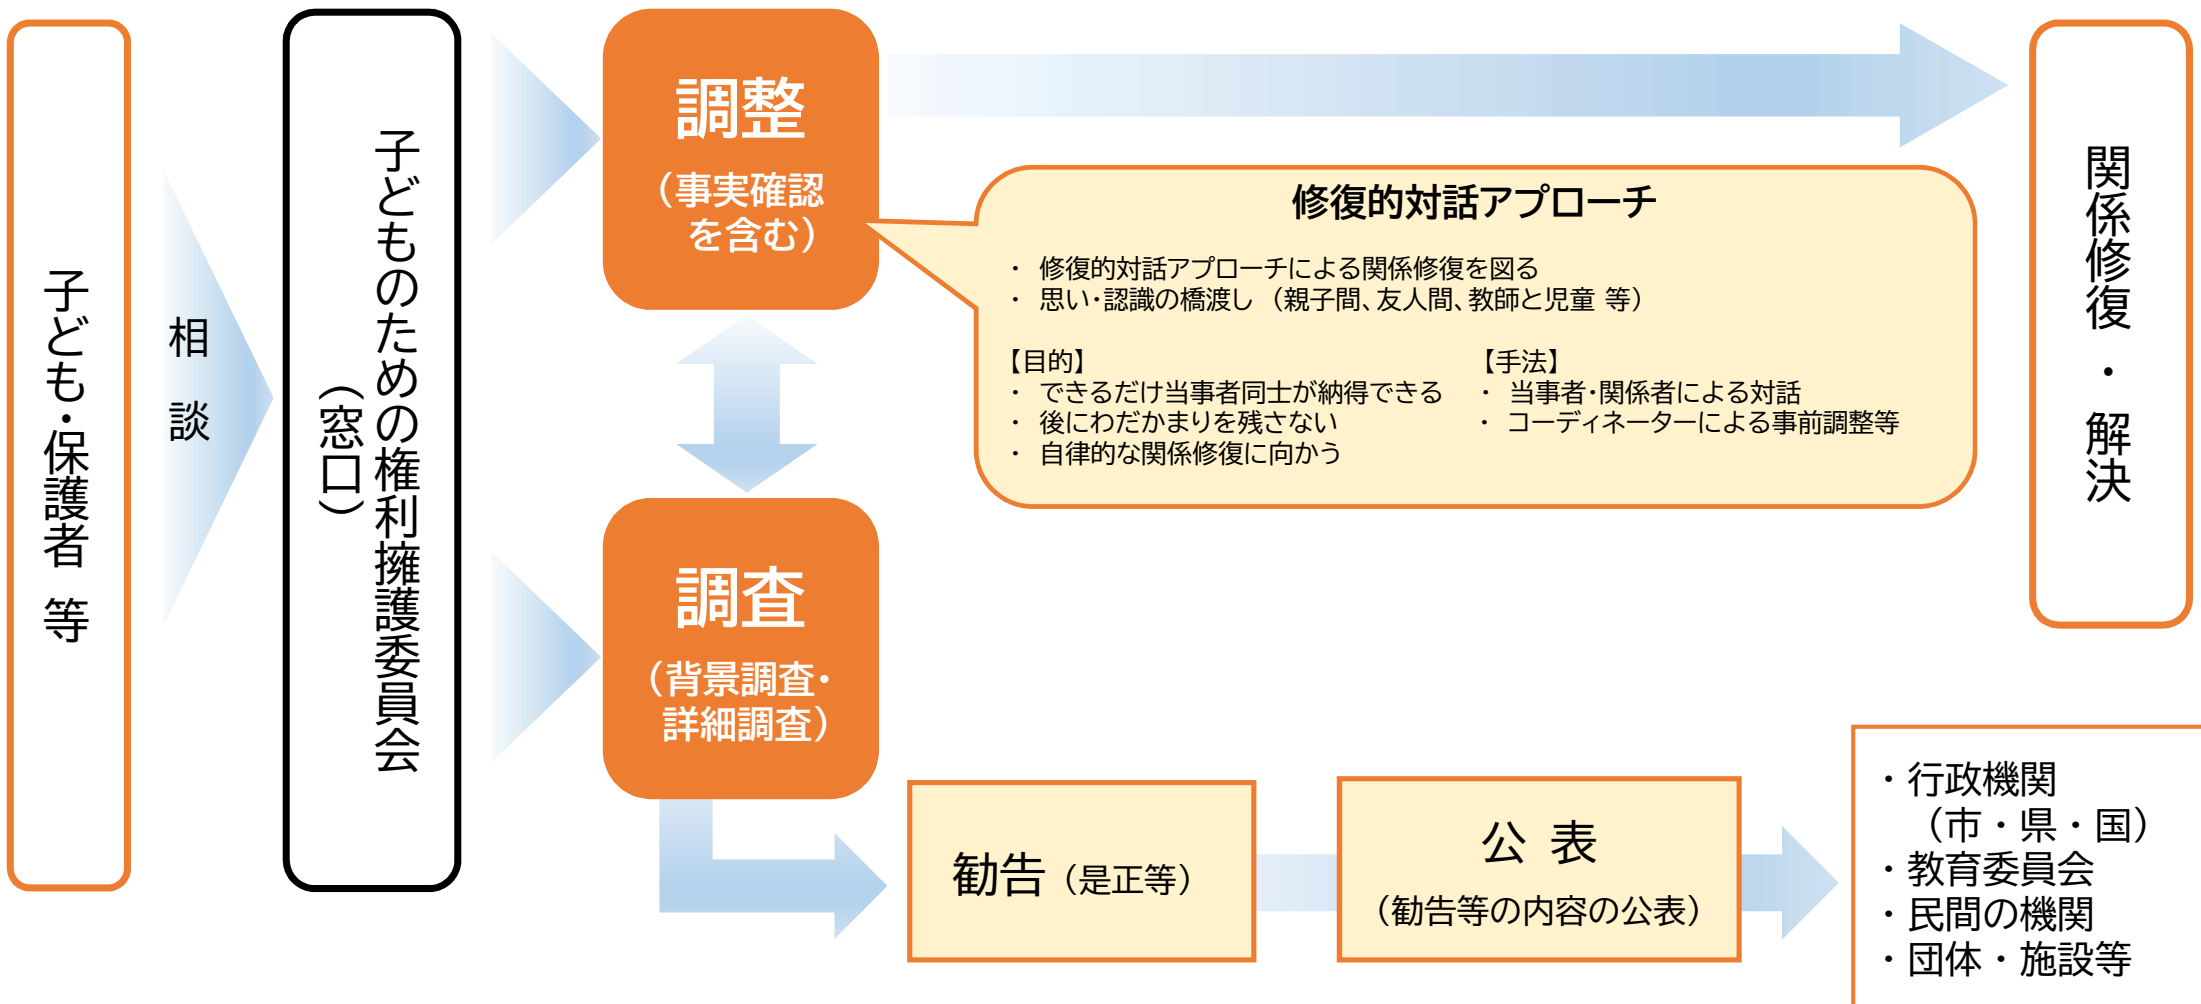 子ども・保護者 等
相談
子どものための権利擁護委員会
（窓口）
調整
（事実確認
を含む）
修復的対話アプローチ
・ 修復的対話アプローチによる関係修復を図る
・ 思い・認識の橋渡し （親子間、友人間、教師と児童 等）
【目的】
・ できるだけ当事者同士が納得できる
・ 後にわだかまりを残さない
・ 自律的な関係修復に向かう
【手法】
・ 当事者・関係者による対話
・ コーディネーターによる事前調整等
関係修復・解決
調査
（背景調査・
詳細調査）
勧告（是正等）
公 表
（勧告等の内容の公表）
・行政機関
（市・県・国）
・教育委員会
・民間の機関
・団体・施設等